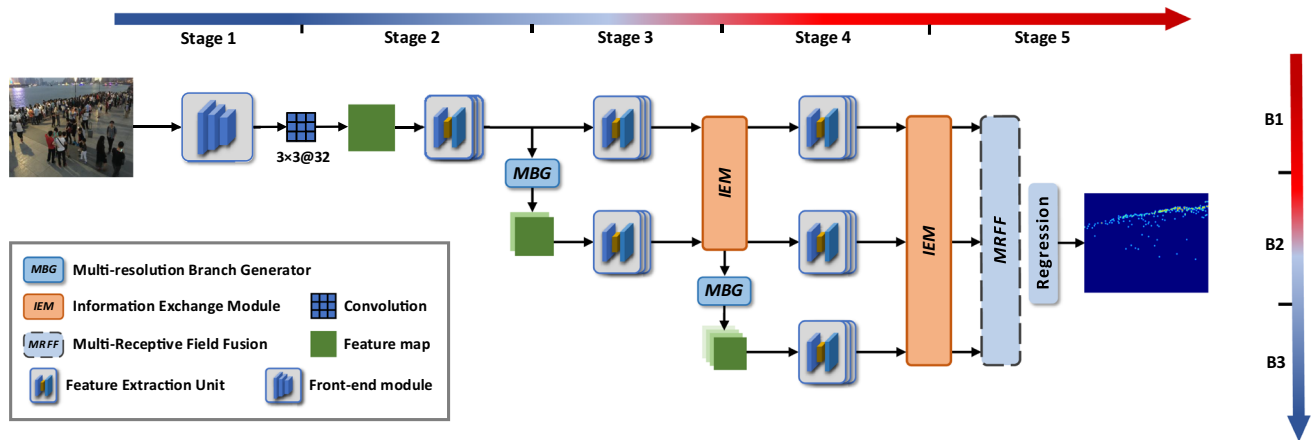 Stage 1
Stage 2
Stage 3
Stage 4
Stage 5
3×3@32
MBG
IEM
MBG
IEM
MRFF
Regression
B1
B2
B3
MBG Multi-resolution Branch Generator
IEM Information Exchange Module
Convolution
MRFF Multi-Receptive Field Fusion
Feature map
Feature Extraction Unit
Front-end module